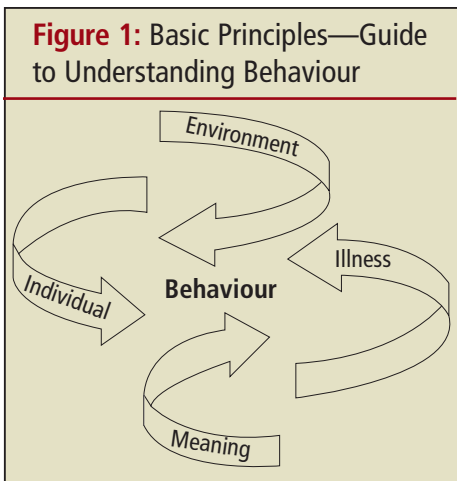 Figure 1: Basic Principles—Guide
to Understanding Behaviour
Environment
Illness
Behaviour
Individual
Meaning